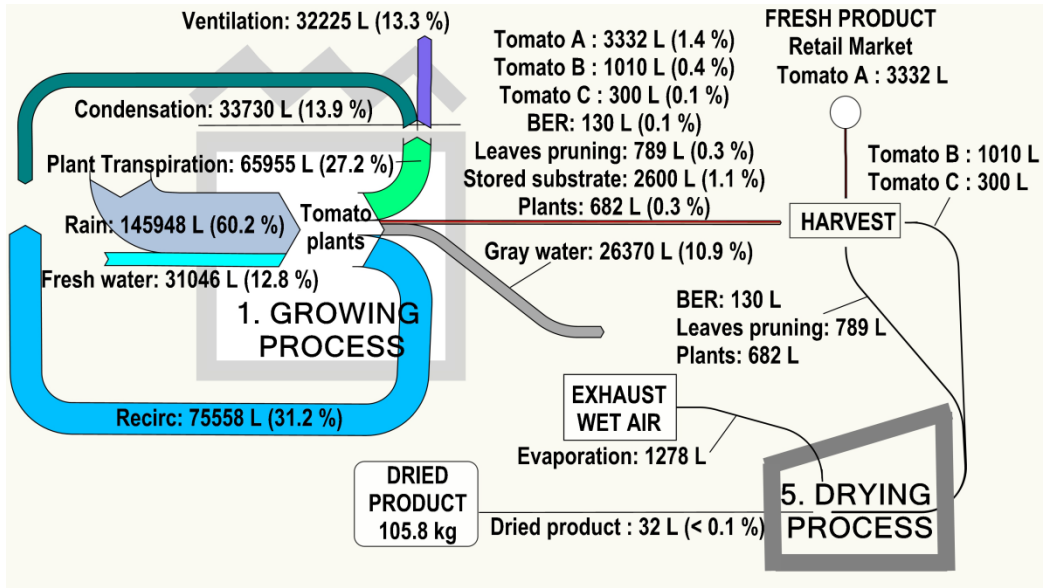 Ventilation: 32225 L (13.3 %)
Condensation: 33730 L (13.9 %)
Plant Transpiration: 65955 L (27.2 %)
Rain: 145948 L (60.2 %)
Fresh water: 31046 L (12.8 %)
Tomato
plants
1. GROWING
PROCESS
Recirc: 75558 L (31.2 %)
Tomato A : 3332 L (1.4 %)
Tomato B : 1010 L (0.4 %)
Tomato C : 300 L (0.1 %)
BER: 130 L (0.1 %)
Leaves pruning: 789 L (0.3 %)
Stored substrate: 2600 L (1.1 %)
Plants: 682 L (0.3 %)
Gray water: 26370 L (10.9 %)
FRESH PRODUCT
Retail Market
Tomato A : 3332 L
Tomato B : 1010 L
Tomato C : 300 L
HARVEST
BER: 130 L
Leaves pruning: 789 L
Plants: 682 L
EXHAUST
WET AIR
Evaporation: 1278 L
DRIED
PRODUCT
105.8 kg
Dried product : 32 L (< 0.1 %)
5. DRYING
PROCESS